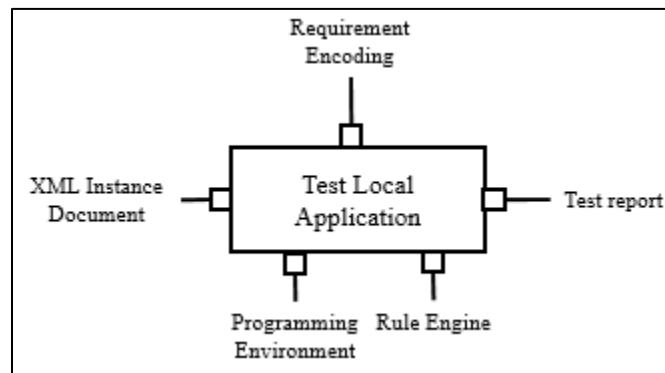 Requirement
Encoding
XML Instance
Document
Test Local
Application
Test report
Programming
Environment
Rule Engine